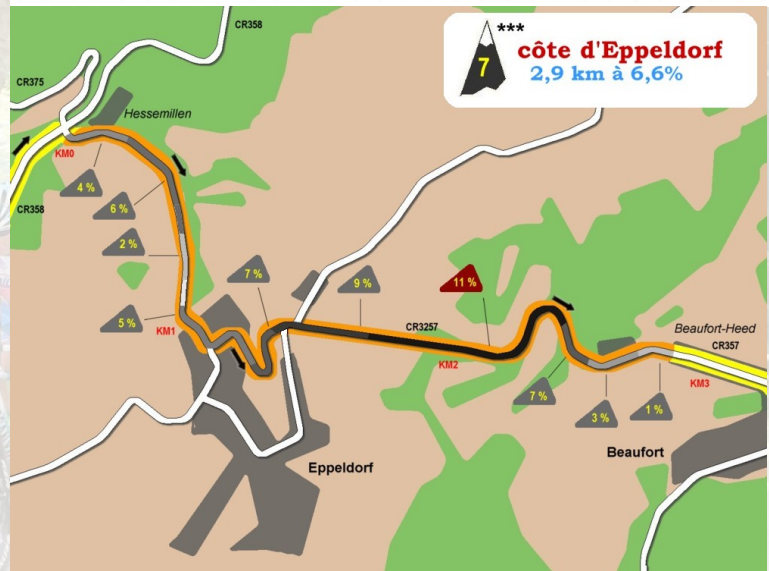 ***
7
côte d'Eppeldorf
2,9 km à 6,6%
CR358
CR375
Hessemillen
KM0
4 %
6 %
CR358
2 %
7 %
9 %
11 %
5 %
KM1
CR3257
KM2
Beaufort-Heed
CR357
KM3
7 %
3 %
1 %
Beaufort
Eppeldorf